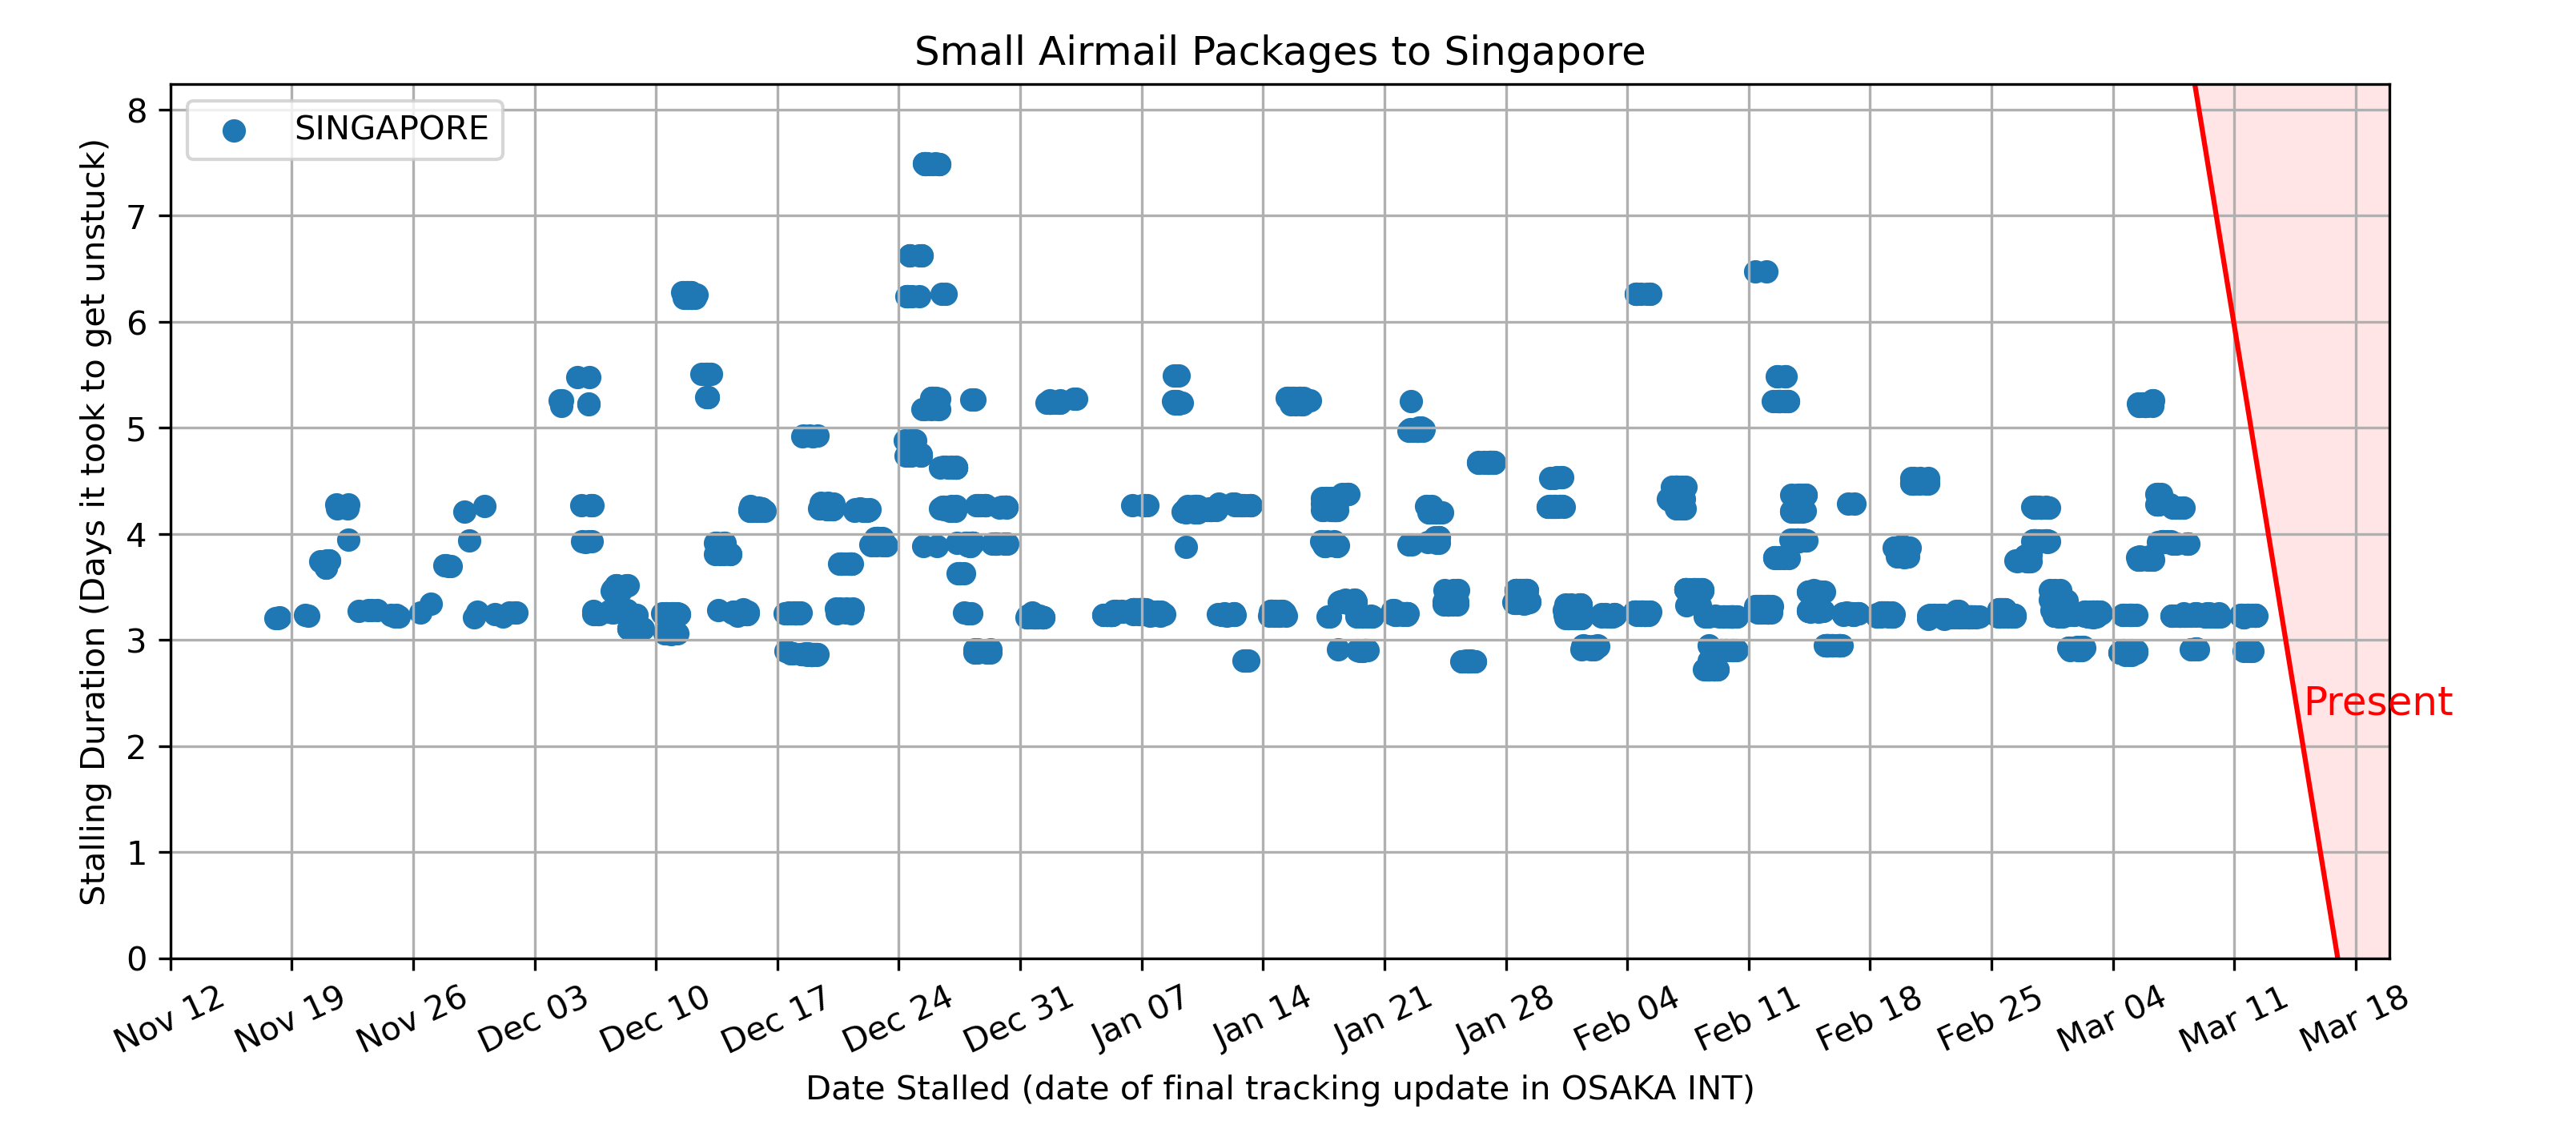 Small Airmail Packages to Singapore
SINGAPORE
Stalling Duration (Days it took to get unstuck)
8
7
6
5
4
3
2
1
0
Present
Nov 12 Nov 19 Nov 26 Dec 03 Dec 10 Dec 17 Dec 24 Dec 31 Jan 07 Jan 14 Jan 21 Jan 28 Feb 04 Feb 11 Feb 18 Feb 25 Mar 04 Mar 11 Mar 18
Date Stalled (date of final tracking update in OSAKA INT)